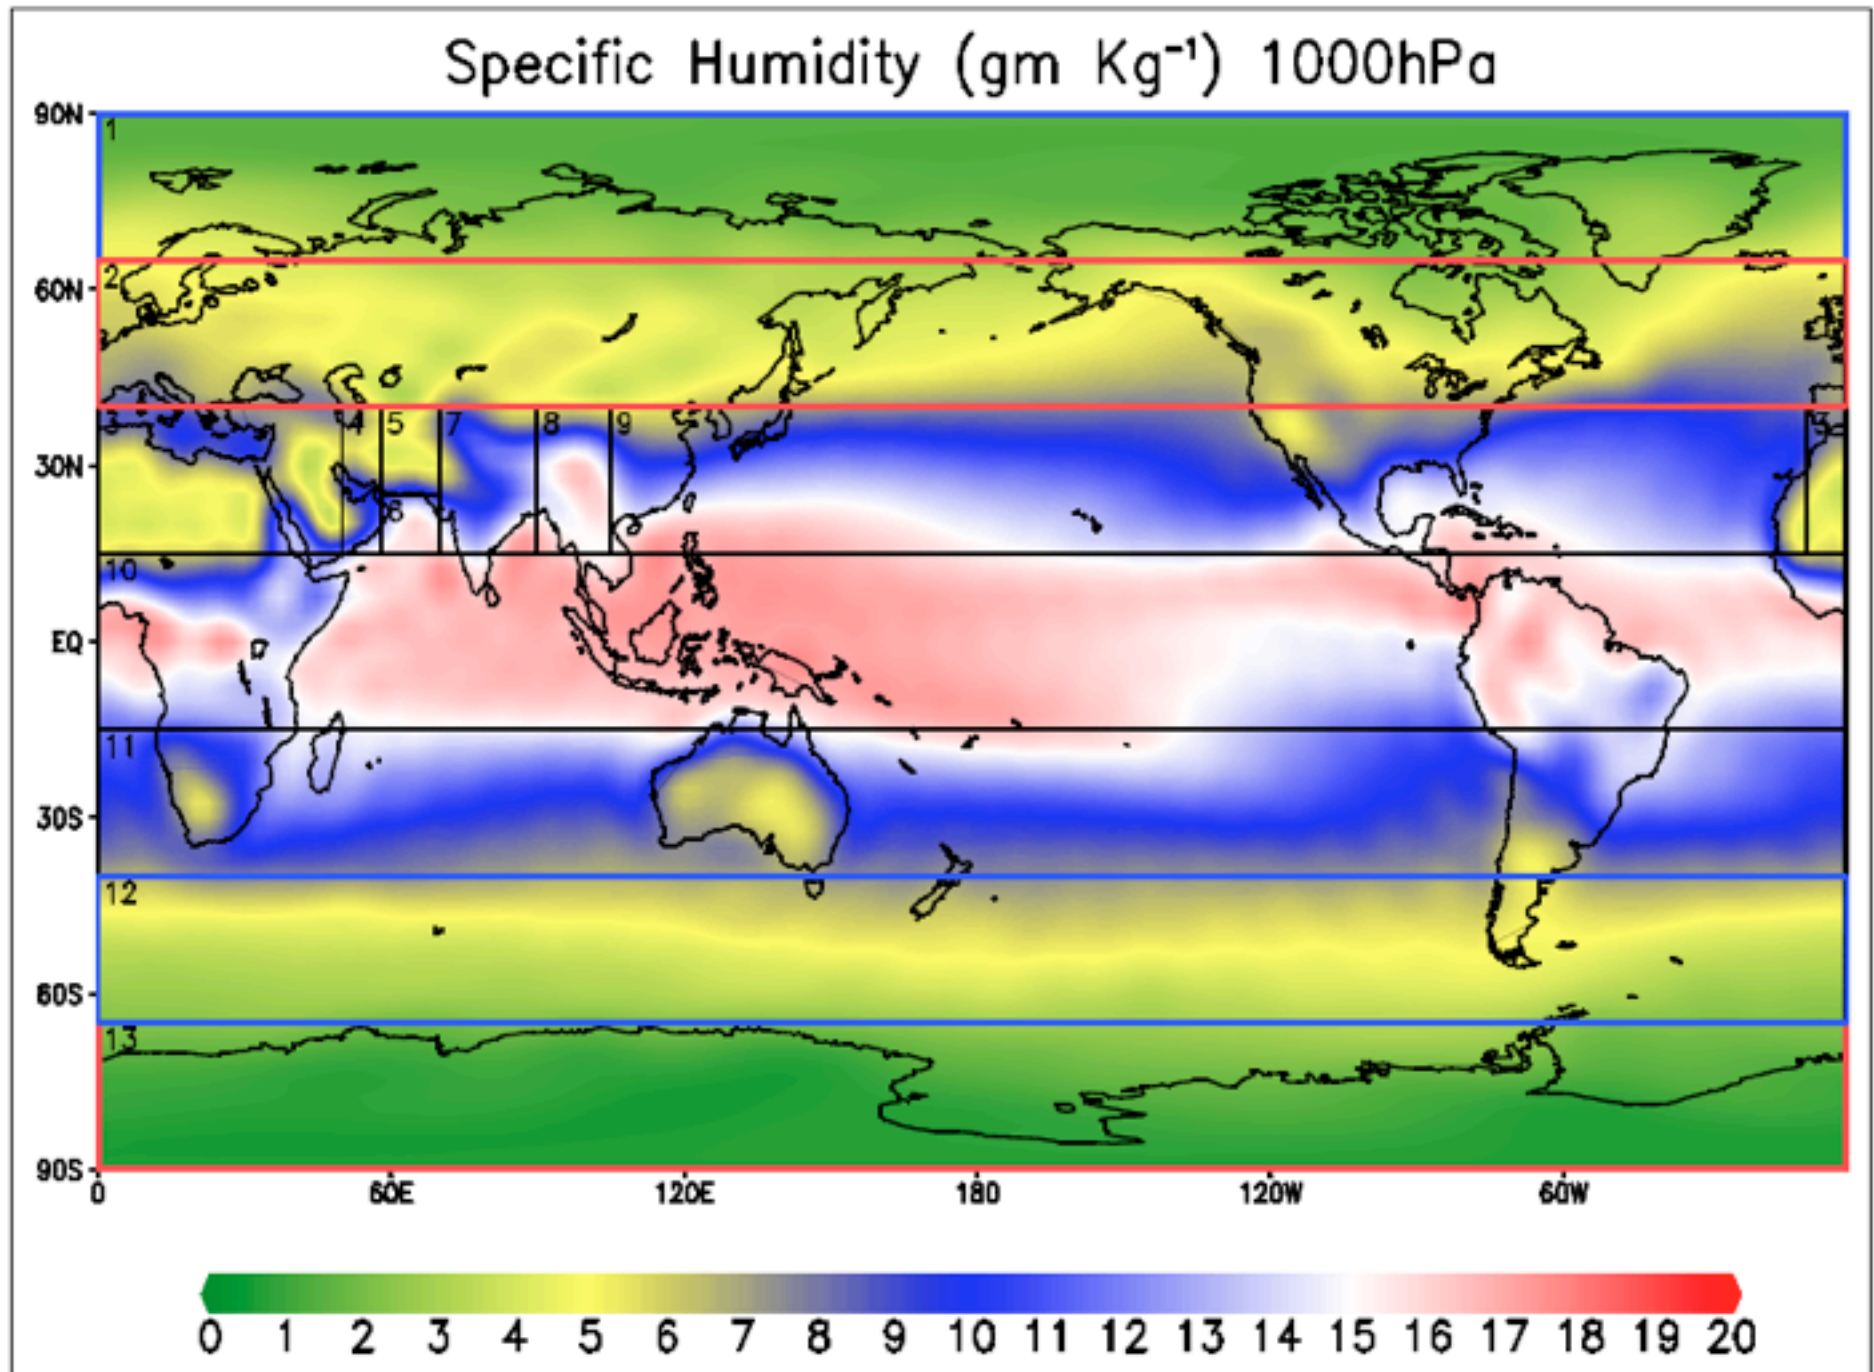 Specific Humidity (gm Kg⁻¹) 1000hPa
90N
1
2
60N
4 5 7 8 9
30N
6
10
EQ
11
30S
12
60S
13
90S
0 60E 120E 180 120W 60W
0 1 2 3 4 5 6 7 8 9 10 11 12 13 14 15 16 17 18 19 20